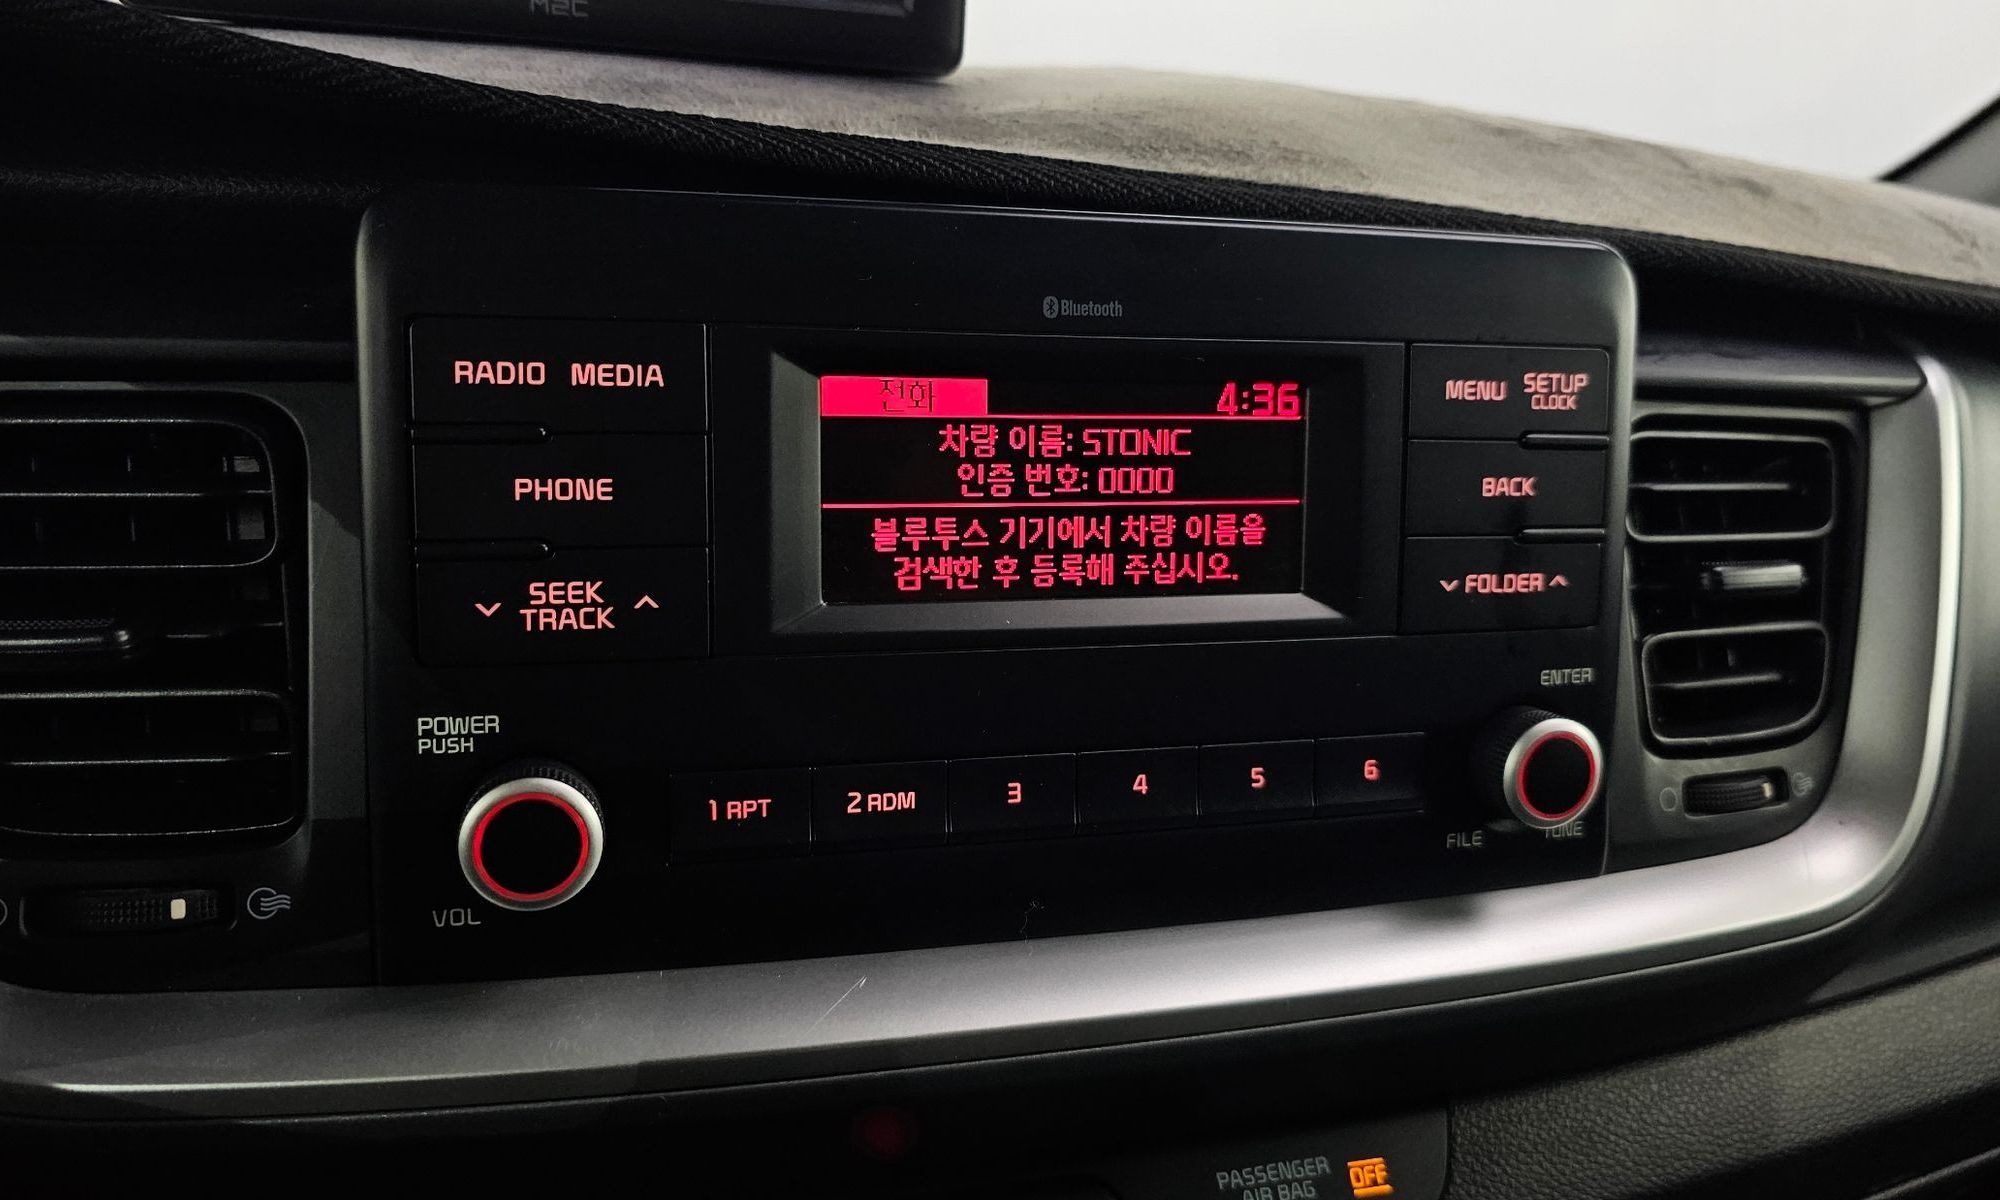 M2C
Bluetooth
RADIO MEDIA
PHONE
SEEK
TRACK
전화 4:36
차량 이름: STONIC
인증 번호: 0000
블루투스 기기에서 차량 이름을
검색한 후 등록해 주십시오.
MENU SETUP
CLOCK
BACK
FOLDER
POWER
PUSH
VOL
1 RPT 2 RDM 3 4 5 6
ENTER
FILE TUNE
PASSENGER
AIR BAG OFF